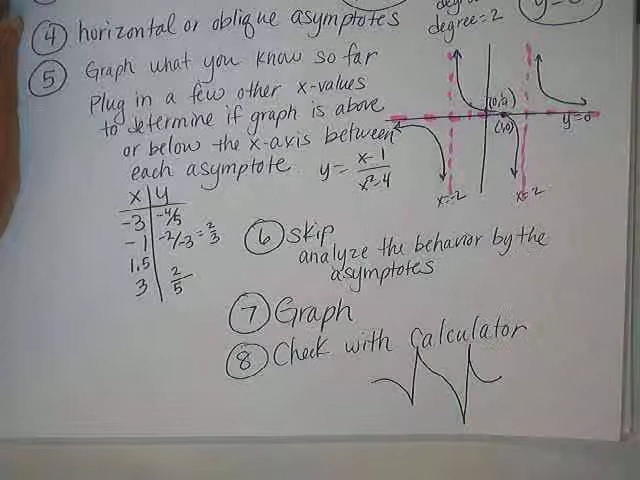 degree=2
④ horizontal or oblique asymptotes
⑤ Graph what you know so far
Plug in a few other x-values
to determine if graph is above
or below the x-axis between
each asymptote. y = x-1 / x²-4
(0,¼)
(1,0)
y=0
x=-2
x=2
x | y
-3 | -4/5
-1 | -2/-3 = 2/3
1.5
3 | 2/5
⑥ Skip
analyze the behavior by the
asymptotes
⑦ Graph
⑧ Check with Calculator